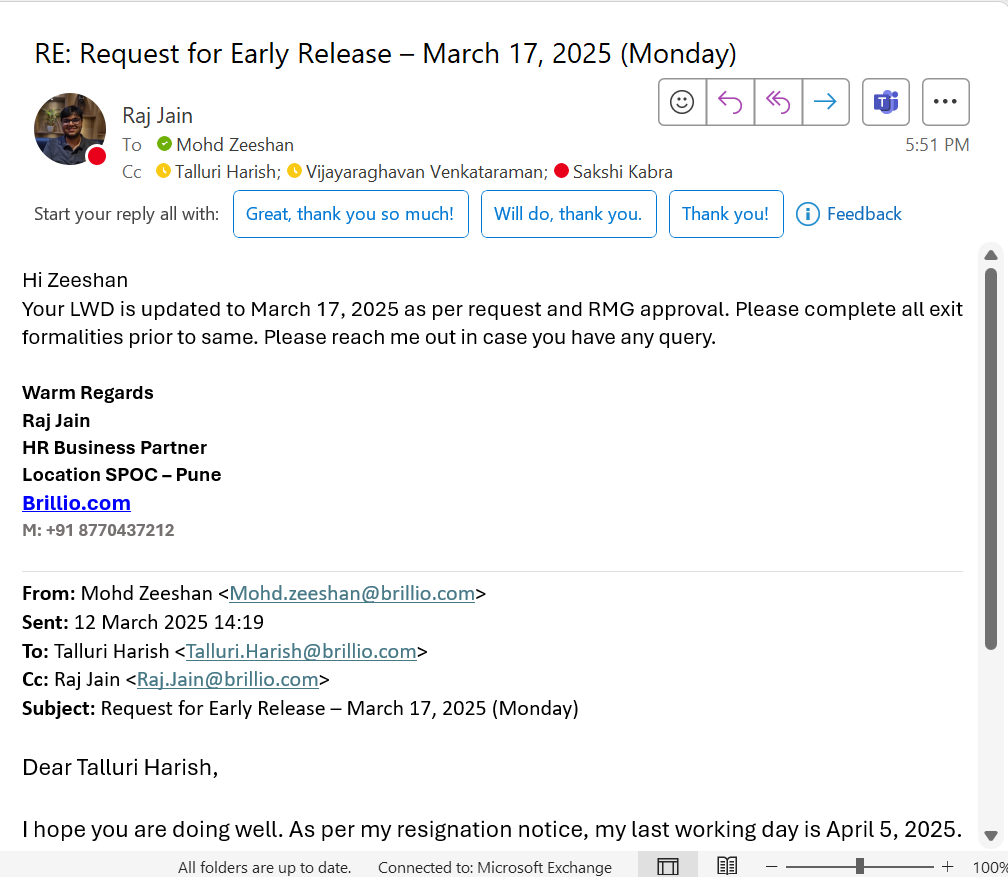 RE: Request for Early Release – March 17, 2025 (Monday)
Raj Jain
To Mohd Zeeshan
5:51 PM
Cc Talluri Harish; Vijayaraghavan Venkataraman; Sakshi Kabra
Start your reply all with: Great, thank you so much! Will do, thank you. Thank you! Feedback
Hi Zeeshan
Your LWD is updated to March 17, 2025 as per request and RMG approval. Please complete all exit
formalities prior to same. Please reach me out in case you have any query.
Warm Regards
Raj Jain
HR Business Partner
Location SPOC – Pune
Brillio.com
M: +91 8770437212
From: Mohd Zeeshan <Mohd.zeeshan@brillio.com>
Sent: 12 March 2025 14:19
To: Talluri Harish <Talluri.Harish@brillio.com>
Cc: Raj Jain <Raj.Jain@brillio.com>
Subject: Request for Early Release – March 17, 2025 (Monday)
Dear Talluri Harish,
I hope you are doing well. As per my resignation notice, my last working day is April 5, 2025.
All folders are up to date. Connected to: Microsoft Exchange 100%